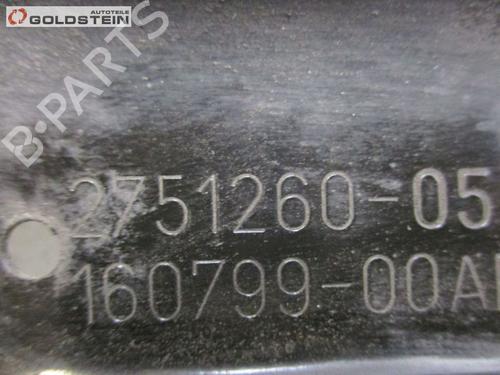 AUTOTEILE
GOLDSTEIN
B-PARTS
2751260-05
160799-00A